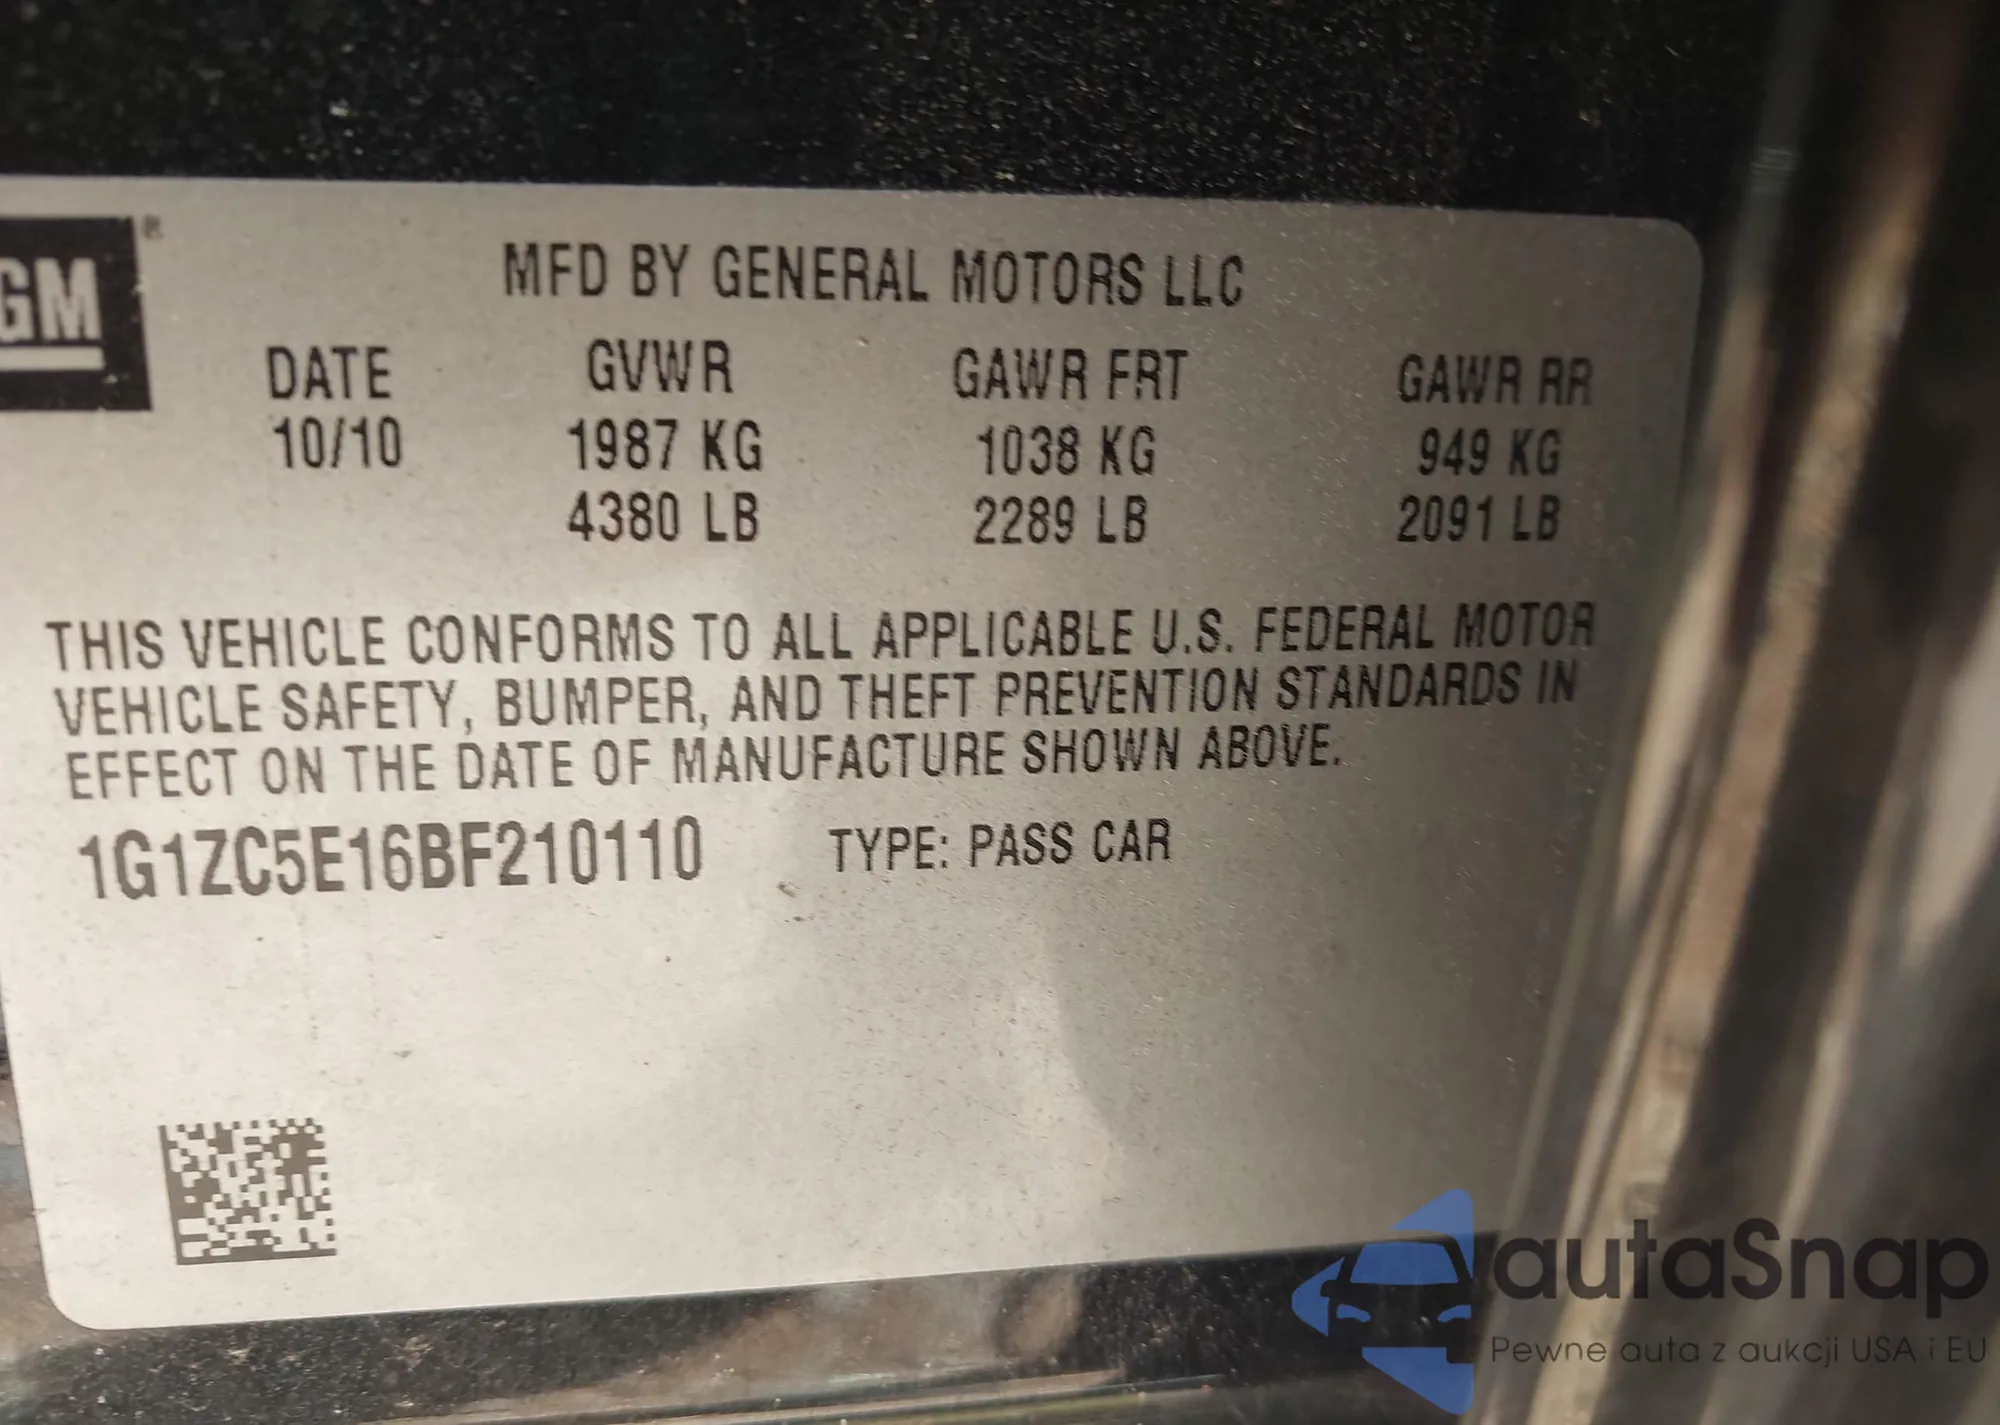 GM ®
MFD BY GENERAL MOTORS LLC
DATE GVWR GAWR FRT GAWR RR
10/10 1987 KG 1038 KG 949 KG
4380 LB 2289 LB 2091 LB
THIS VEHICLE CONFORMS TO ALL APPLICABLE U.S. FEDERAL MOTOR
VEHICLE SAFETY, BUMPER, AND THEFT PREVENTION STANDARDS IN
EFFECT ON THE DATE OF MANUFACTURE SHOWN ABOVE.
1G1ZC5E16BF210110 TYPE: PASS CAR
autaSnap
Pewne auta z aukcji USA i EU